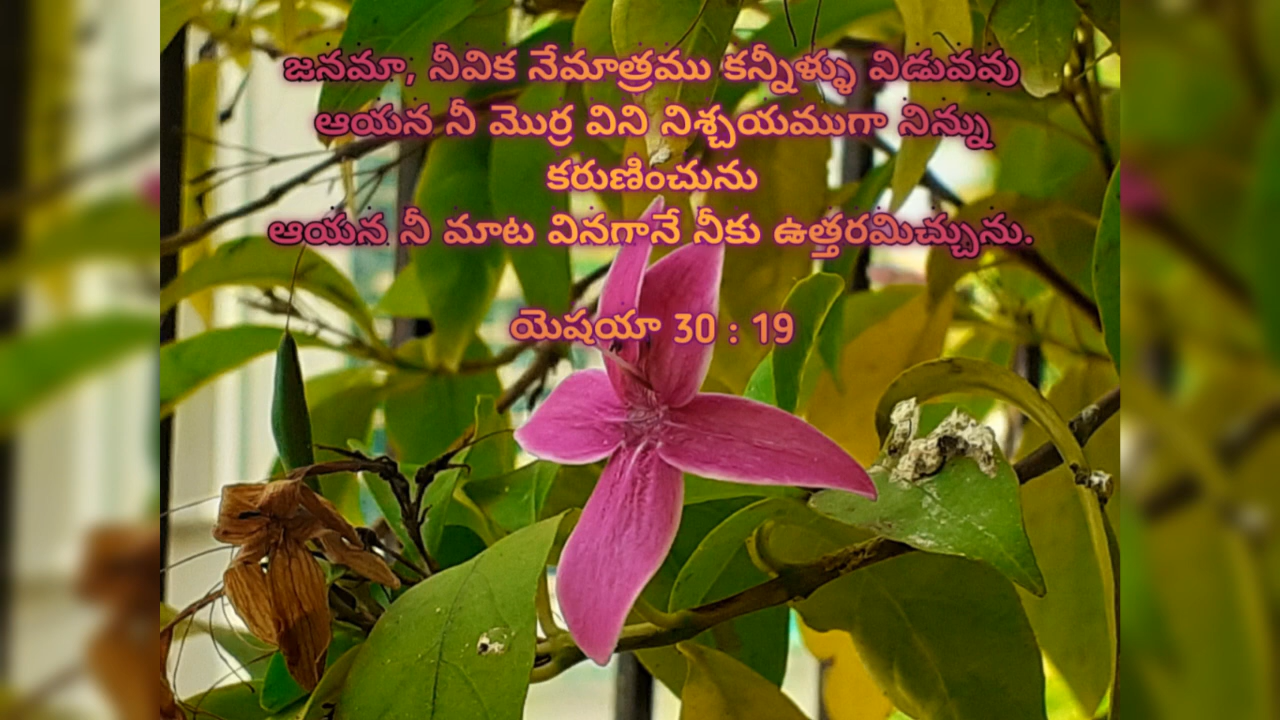 జనమా, నీవిక నేమాత్రము కన్నీళ్ళు విడువవు
ఆయన నీ మొర్ర విని నిశ్చయముగా నిన్ను
కరుణించును
ఆయన నీ మాట వినగానే నీకు ఉత్తరమిచ్చును.
యెషయా 30 : 19